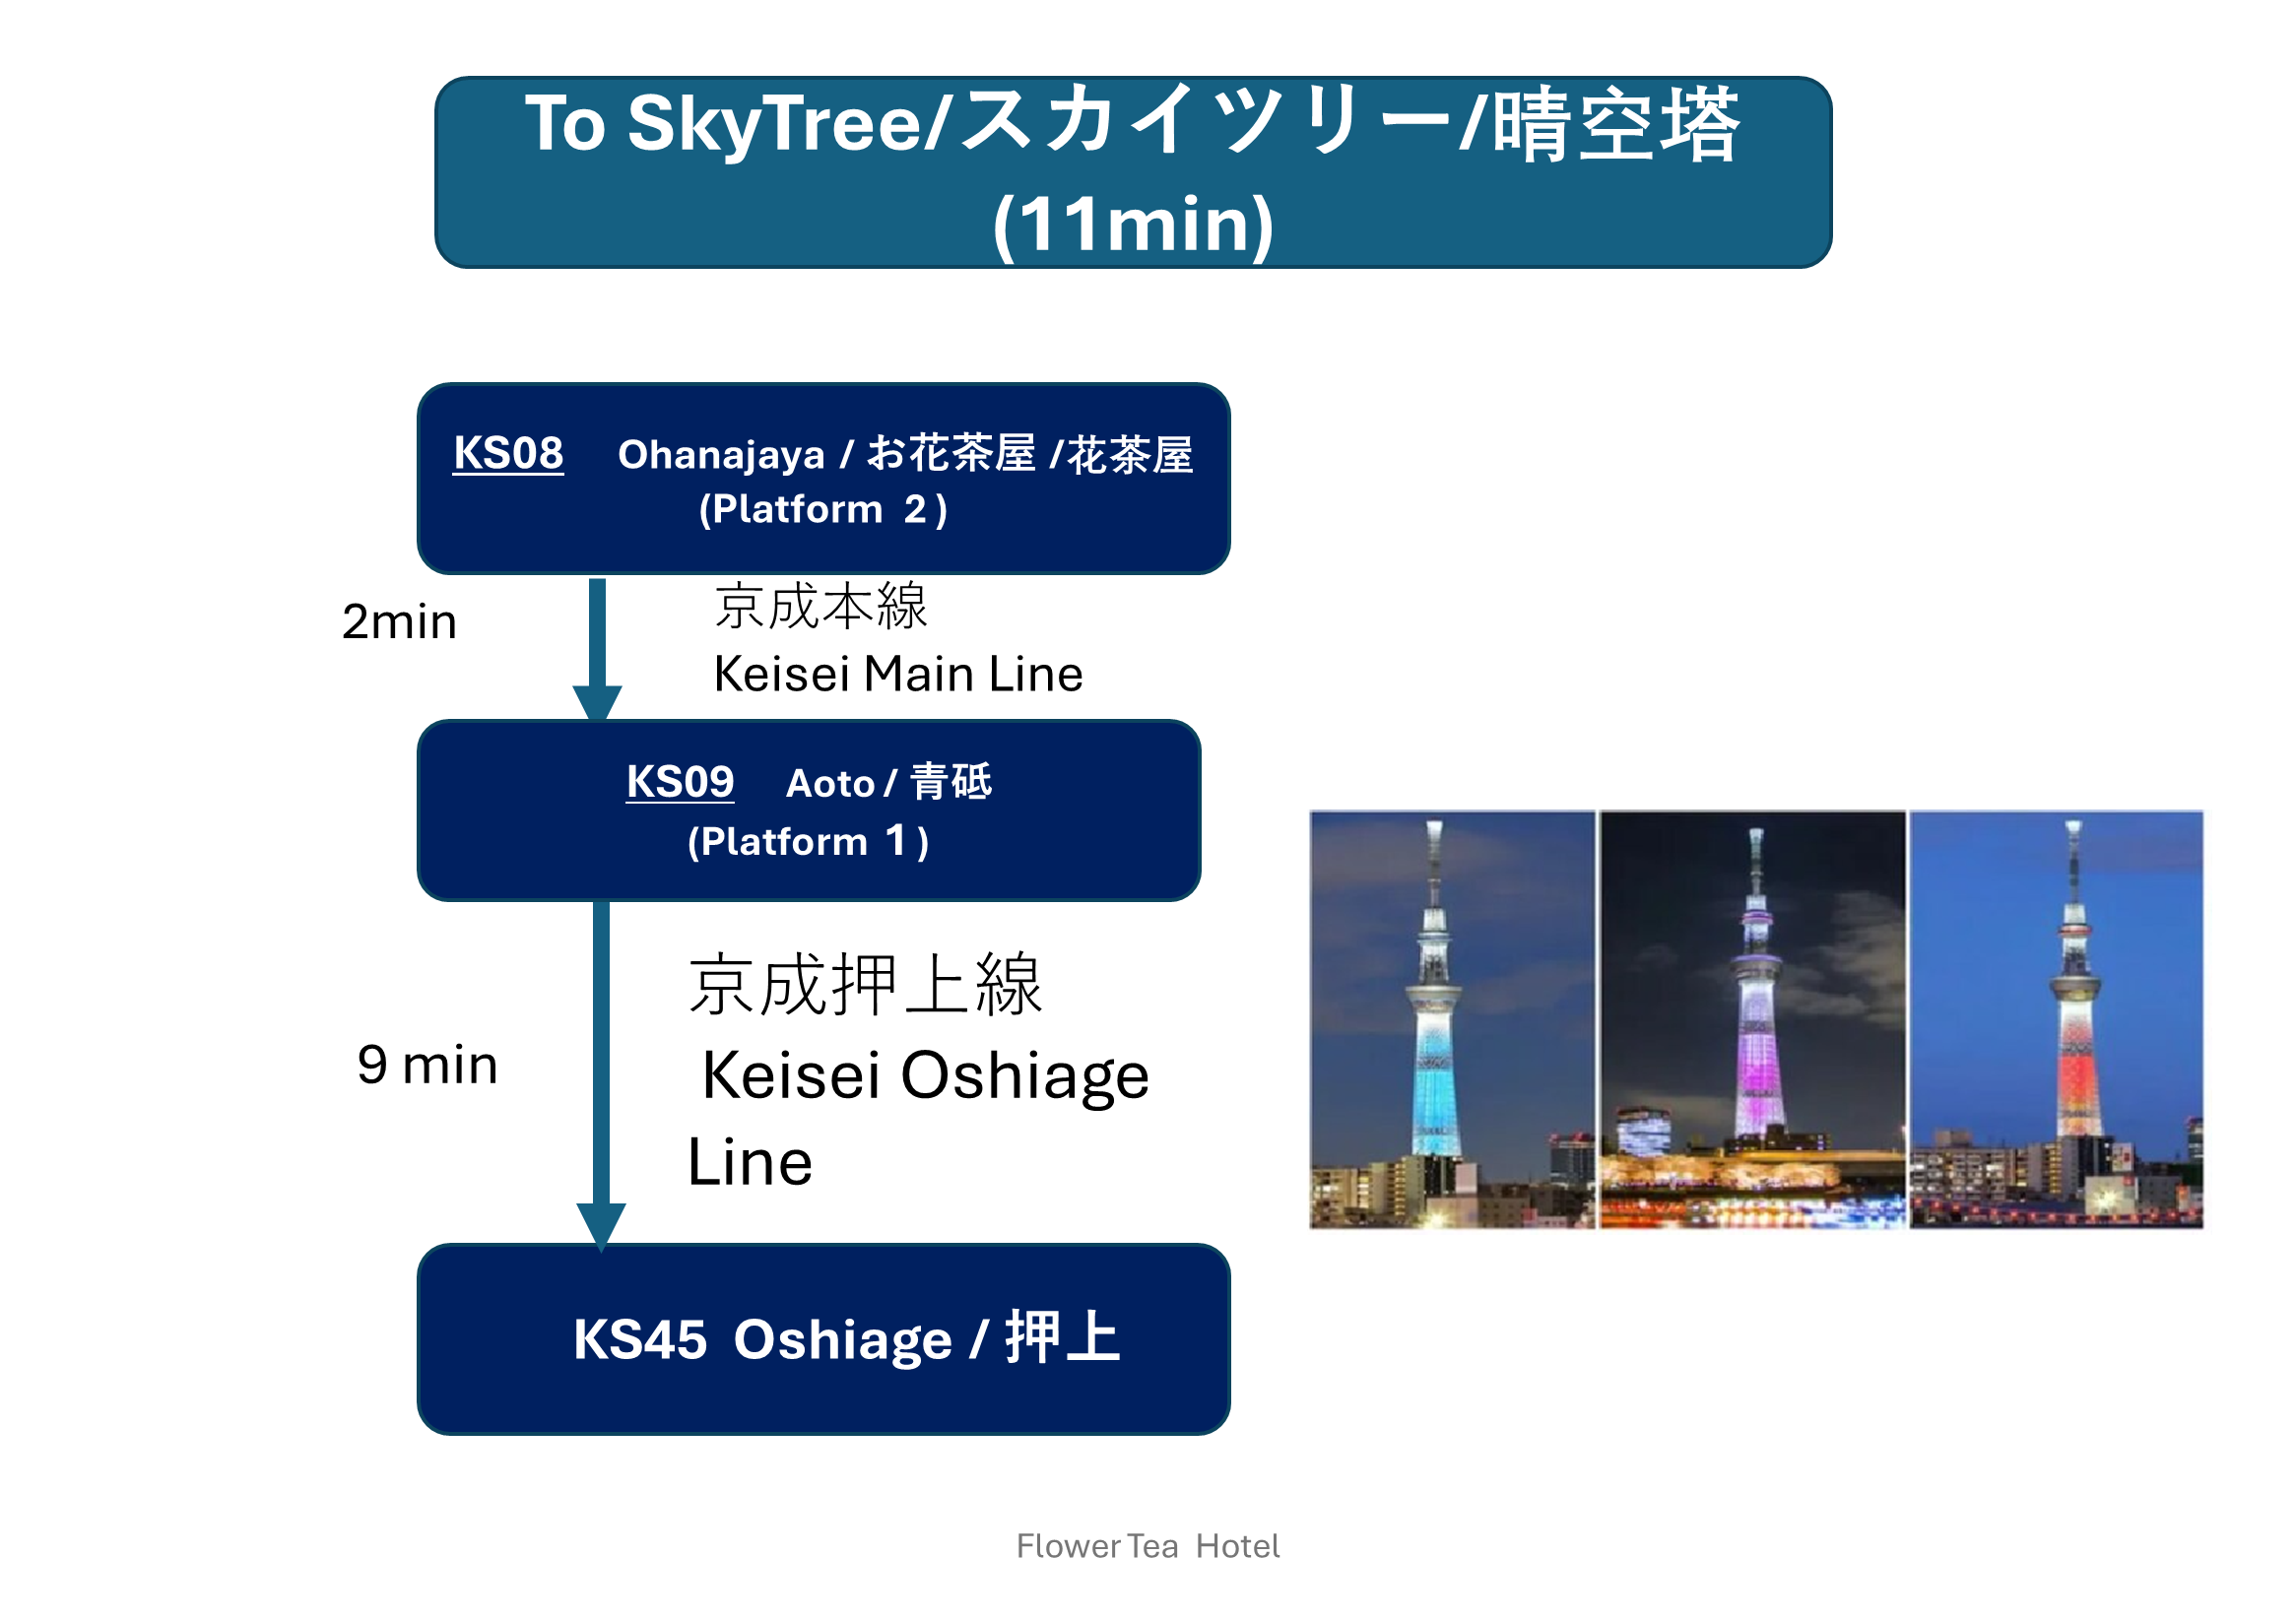 To SkyTree/スカイツリー/晴空塔
(11min)
KS08 Ohanajaya / お花茶屋 /花茶屋
(Platform 2 )
2min
京成本線
Keisei Main Line
KS09 Aoto / 青砥
(Platform 1 )
9 min
京成押上線
Keisei Oshiage
Line
KS45 Oshiage / 押上
Flower Tea Hotel